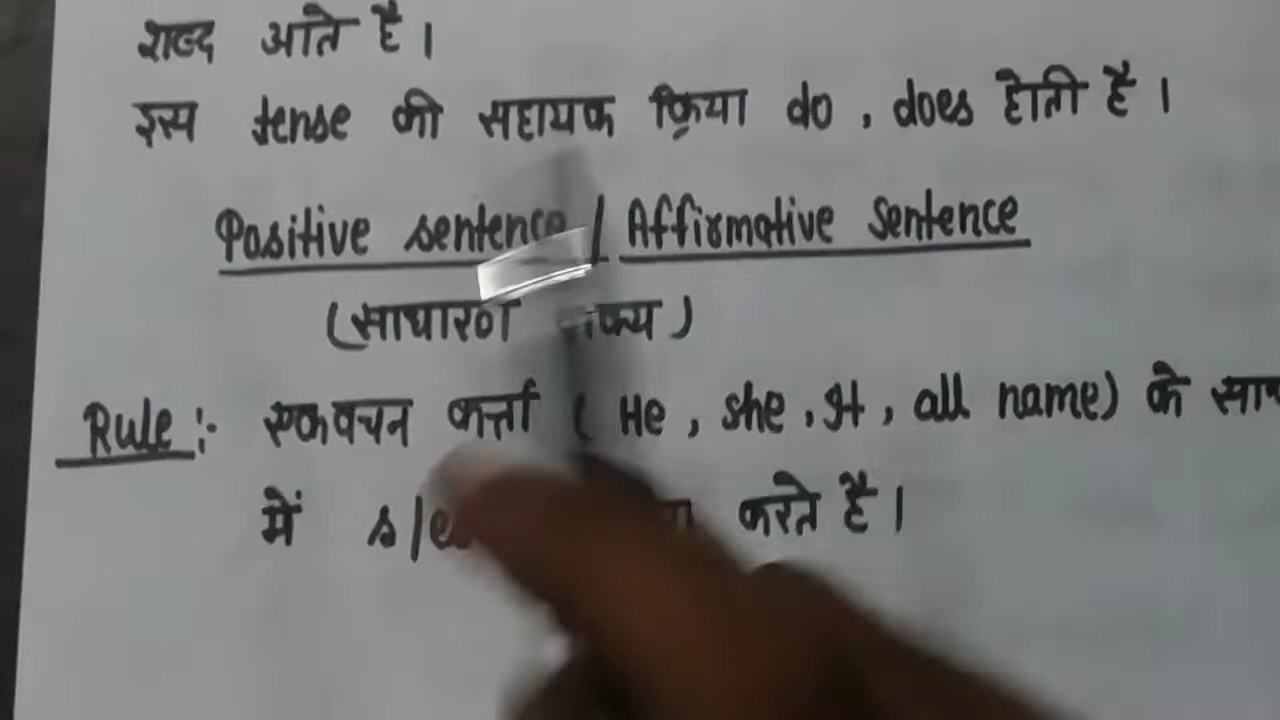 शब्द आते है।
इस tense की सहायक क्रिया do , does होती है।
Positive sentence / Affirmative sentence
(साधारण वाक्य)
Rule :- एकवचन कर्त्ता ( He , she , It , all name) के
में s/es करते है।